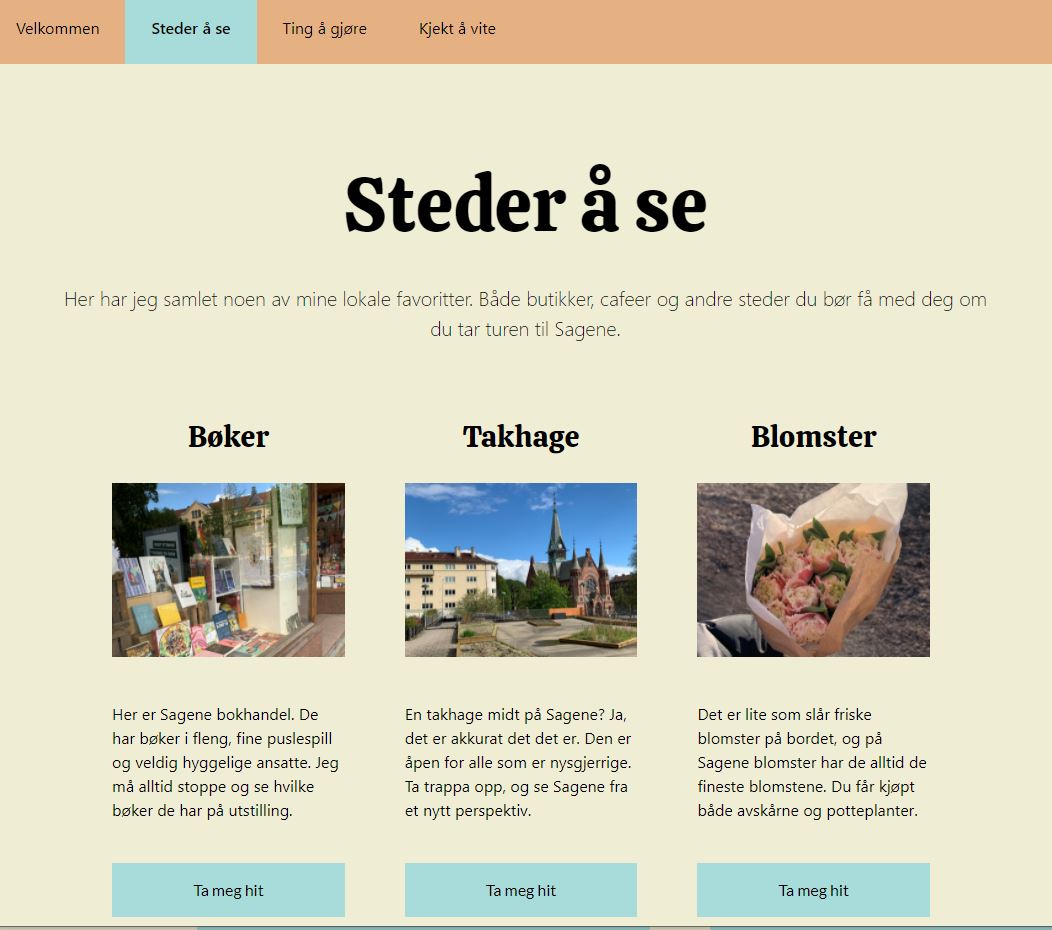 Velkommen
Steder å se
Ting å gjøre
Kjekt å vite
Steder å se
Her har jeg samlet noen av mine lokale favoritter. Både butikker, cafeer og andre steder du bør få med deg om
du tar turen til Sagene.
Bøker
Her er Sagene bokhandel. De
har bøker i fleng, fine puslespill
og veldig hyggelige ansatte. Jeg
må alltid stoppe og se hvilke
bøker de har på utstilling.
Ta meg hit
Takhage
En takhage midt på Sagene? Ja,
det er akkurat det det er. Den er
åpen for alle som er nysgjerrige.
Ta trappa opp, og se Sagene fra
et nytt perspektiv.
Ta meg hit
Blomster
Det er lite som slår friske
blomster på bordet, og på
Sagene blomster har de alltid de
fineste blomstene. Du får kjøpt
både avskårne og potteplanter.
Ta meg hit